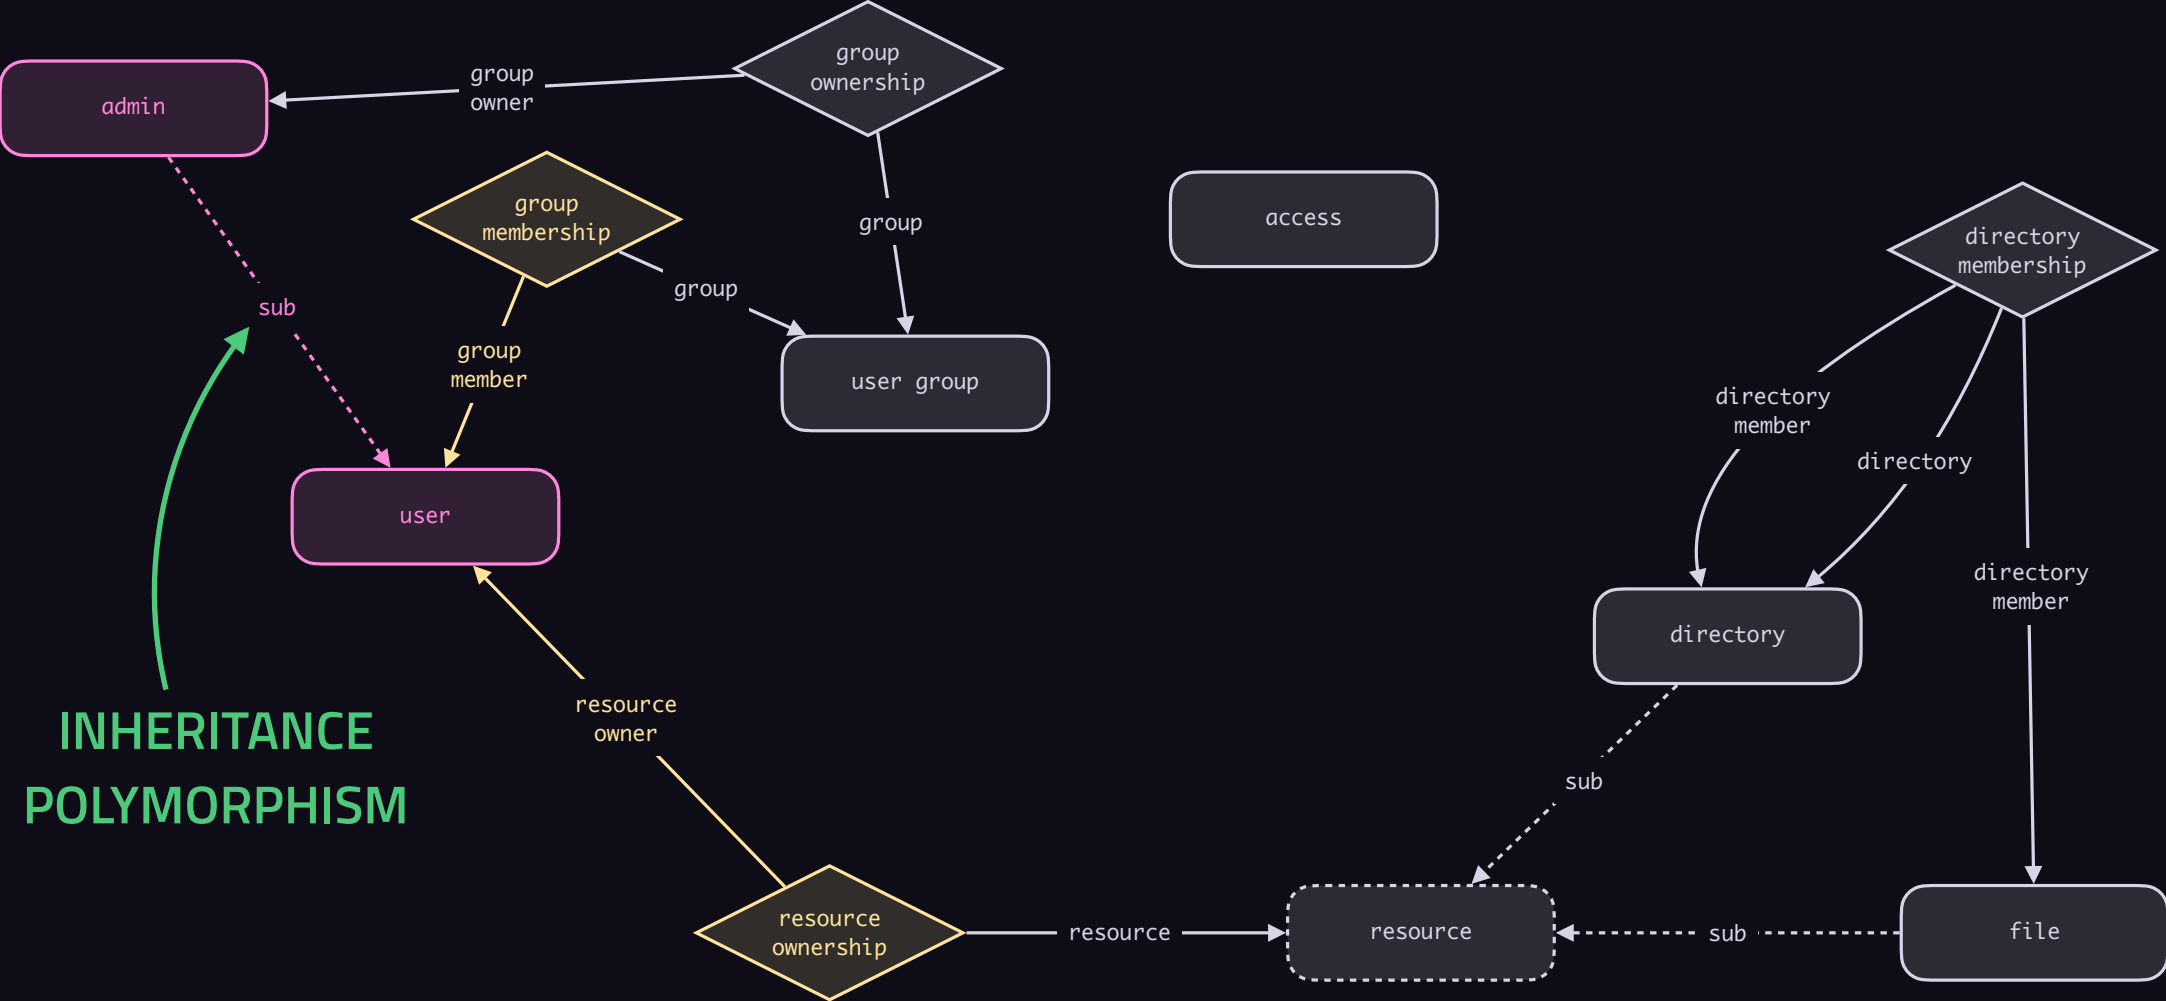 group
ownership
admin
group
owner
group
membership
group
access
directory
membership
group
sub
group
member
user group
directory
member
directory
user
directory
member
directory
resource
owner
INHERITANCE
POLYMORPHISM
sub
resource
ownership
resource
resource
sub
file